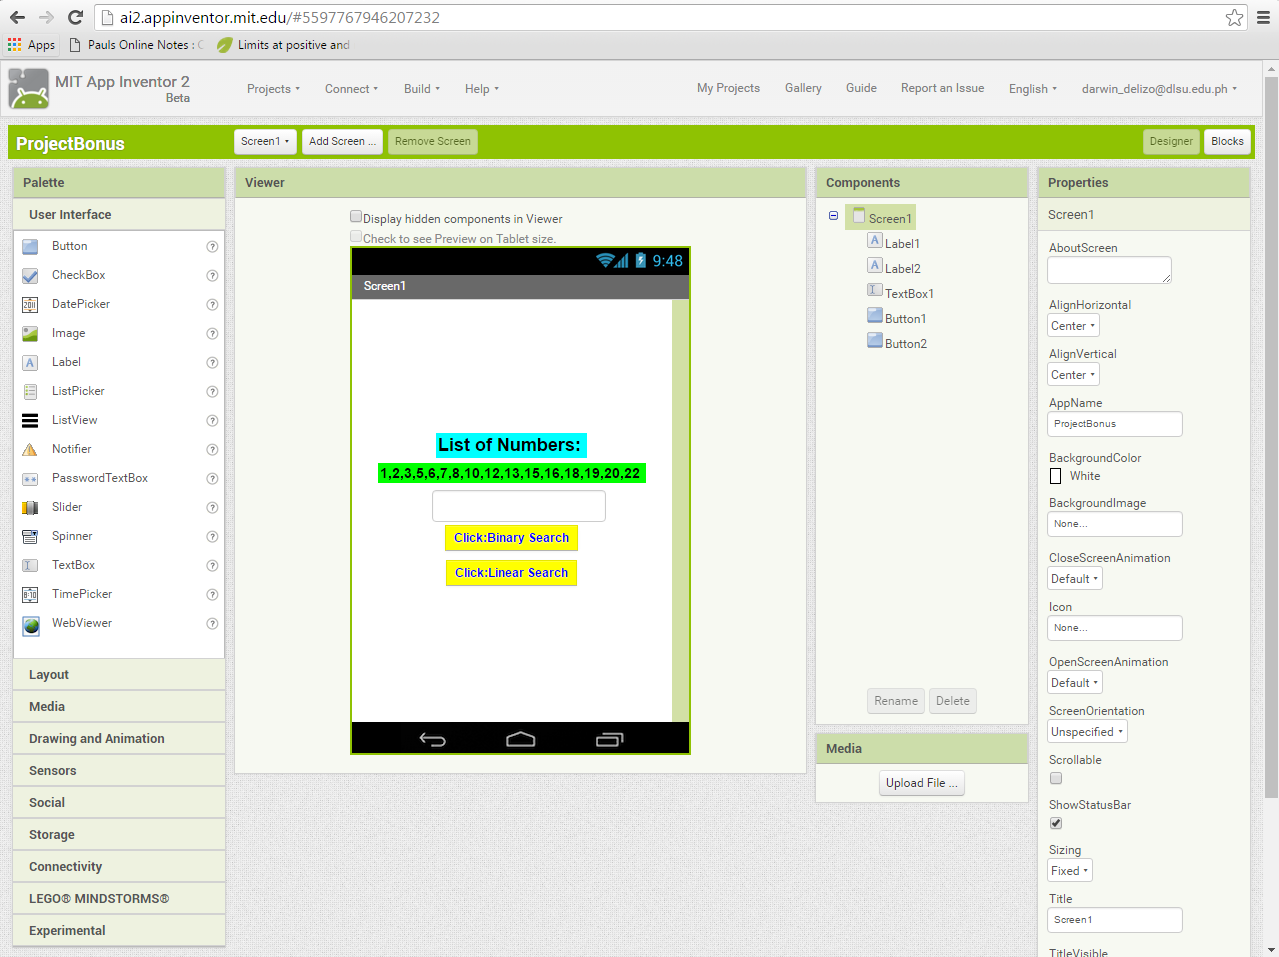 ai2.appinventor.mit.edu/#5597767946207232
Apps Pauls Online Notes : C Limits at positive and
MIT App Inventor 2
Beta
Projects Connect Build Help My Projects Gallery Guide Report an Issue English darwin_delizo@dlsu.edu.ph
ProjectBonus Screen1 Add Screen ... Remove Screen Designer Blocks
Palette
User Interface
Button ?
CheckBox ?
DatePicker ?
Image ?
Label ?
ListPicker ?
ListView ?
Notifier ?
PasswordTextBox ?
Slider ?
Spinner ?
TextBox ?
TimePicker ?
WebViewer ?
Layout
Media
Drawing and Animation
Sensors
Social
Storage
Connectivity
LEGO® MINDSTORMS®
Experimental
Viewer
Display hidden components in Viewer
Check to see Preview on Tablet size.
9:48
Screen1
List of Numbers:
1,2,3,5,6,7,8,10,12,13,15,16,18,19,20,22
Click:Binary Search
Click:Linear Search
Components
Screen1
Label1
Label2
TextBox1
Button1
Button2
Rename Delete
Media
Upload File ...
Properties
Screen1
AboutScreen
AlignHorizontal
Center
AlignVertical
Center
AppName
ProjectBonus
BackgroundColor
White
BackgroundImage
None...
CloseScreenAnimation
Default
Icon
None...
OpenScreenAnimation
Default
ScreenOrientation
Unspecified
Scrollable
ShowStatusBar
Sizing
Fixed
Title
Screen1
TitleVisible